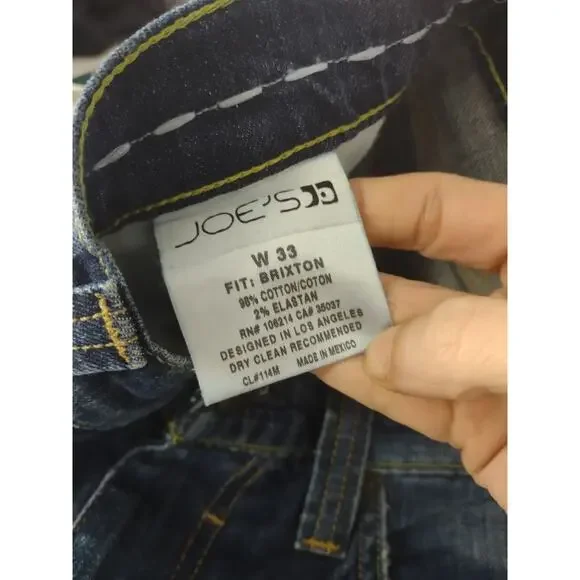 JOE'S
W 33
FIT: BRIXTON
98% COTTON/COTON
2% ELASTAN
RN# 106214 CA# 35037
DESIGNED IN LOS ANGELES
DRY CLEAN RECOMMENDED
CL#114M MADE IN MEXICO